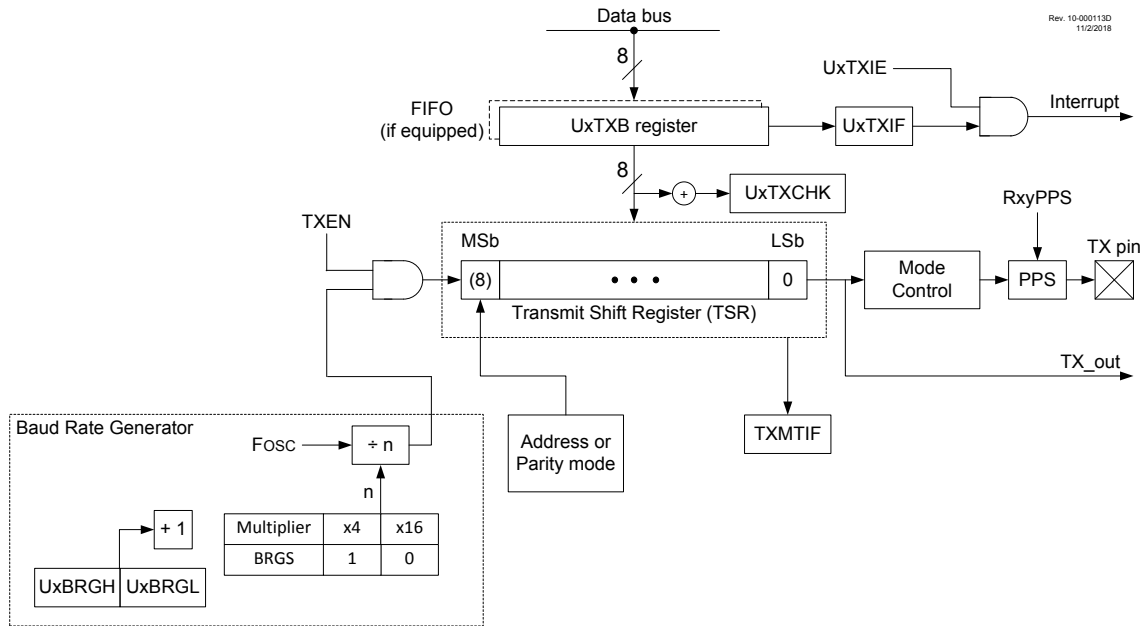 Data bus
Rev. 10-000113D
11/2/2018
8
UxTXIE
FIFO
(if equipped)
UxTXB register
UxTXIF
Interrupt
8
+
UxTXCHK
RxyPPS
TXEN
MSb
LSb
TX pin
(8)
• • •
0
Mode
Control
PPS
Transmit Shift Register (TSR)
TX_out
Baud Rate Generator
FOSC
÷ n
Address or
Parity mode
TXMTIF
n
+ 1
Multiplier x4 x16
BRGS 1 0
UxBRGH UxBRGL